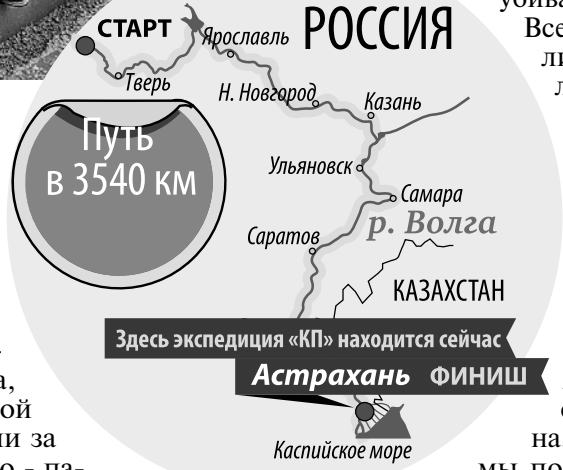 СТАРТ
РОССИЯ
Ярославль
Тверь
Н. Новгород
Казань
Путь
в 3540 км
Ульяновск
Самара
р. Волга
Саратов
КАЗАХСТАН
Здесь экспедиция «КП» находится сейчас
Астрахань ФИНИШ
Каспийское море